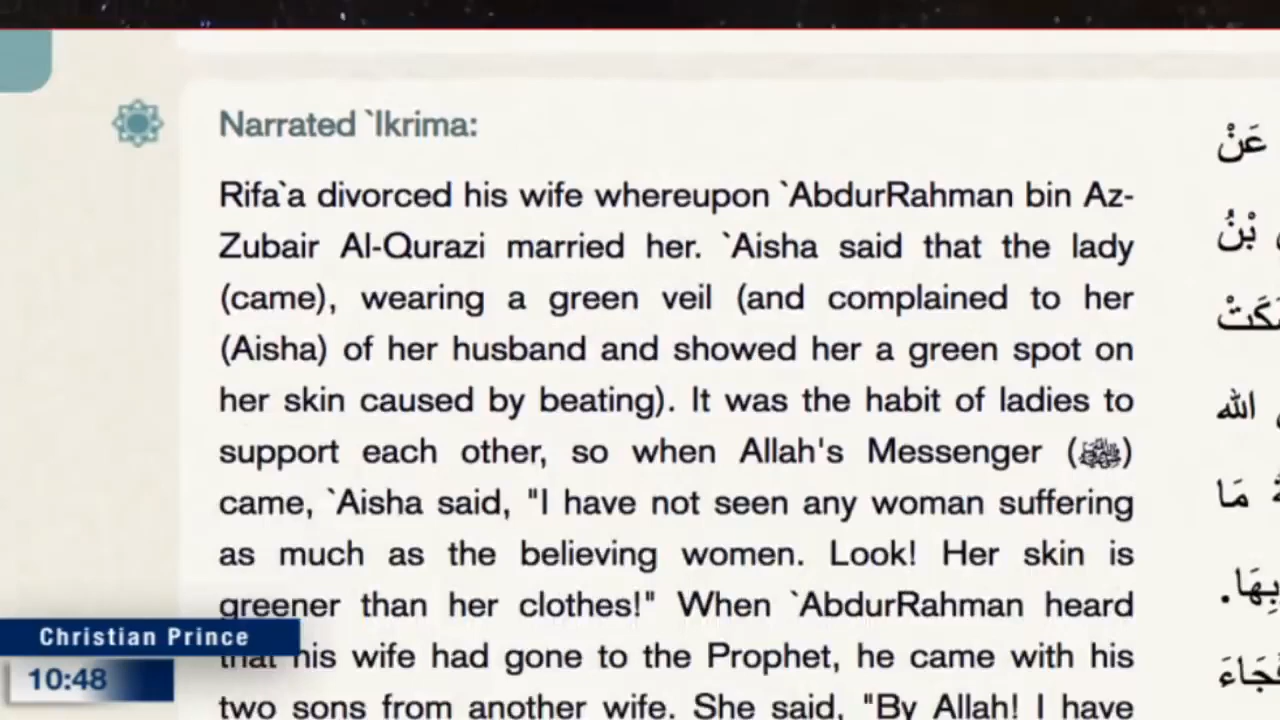 Narrated `Ikrima:
Rifa`a divorced his wife whereupon `AbdurRahman bin Az-
Zubair Al-Qurazi married her. `Aisha said that the lady
(came), wearing a green veil (and complained to her
(Aisha) of her husband and showed her a green spot on
her skin caused by beating). It was the habit of ladies to
support each other, so when Allah's Messenger (ﷺ)
came, `Aisha said, "I have not seen any woman suffering
as much as the believing women. Look! Her skin is
greener than her clothes!" When `AbdurRahman heard
that his wife had gone to the Prophet, he came with his
two sons from another wife. She said, "By Allah! I have
عَنْ
بْنُ
الله
مَا
Christian Prince
10:48